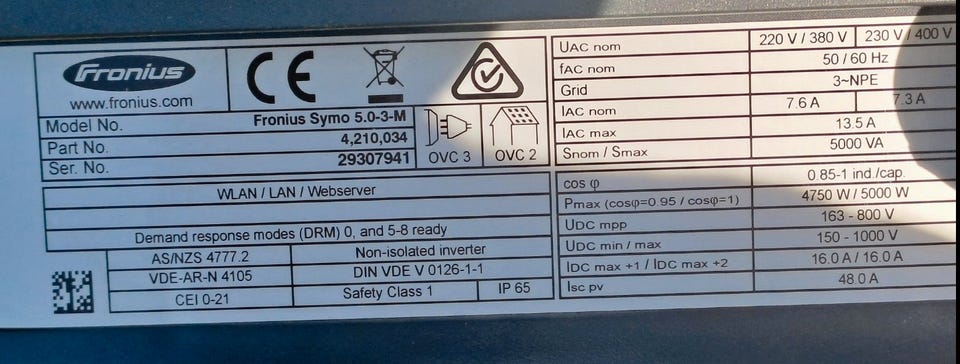 Fronius
www.fronius.com
CE
Model No. Fronius Symo 5.0-3-M
Part No. 4,210,034
Ser. No. 29307941
OVC 3 OVC 2
WLAN / LAN / Webserver
Demand response modes (DRM) 0, and 5-8 ready
AS/NZS 4777.2 Non-isolated inverter
VDE-AR-N 4105 DIN VDE V 0126-1-1
CEI 0-21 Safety Class 1 IP 65
UAC nom 220 V / 380 V 230 V / 400 V
fAC nom 50 / 60 Hz
Grid 3~NPE
IAC nom 7.6 A 7.3 A
IAC max 13.5 A
Snom / Smax 5000 VA
cos φ 0.85-1 ind./cap.
Pmax (cosφ=0.95 / cosφ=1) 4750 W / 5000 W
UDC mpp 163 - 800 V
UDC min / max 150 - 1000 V
IDC max +1 / IDC max +2 16.0 A / 16.0 A
Isc pv 48.0 A